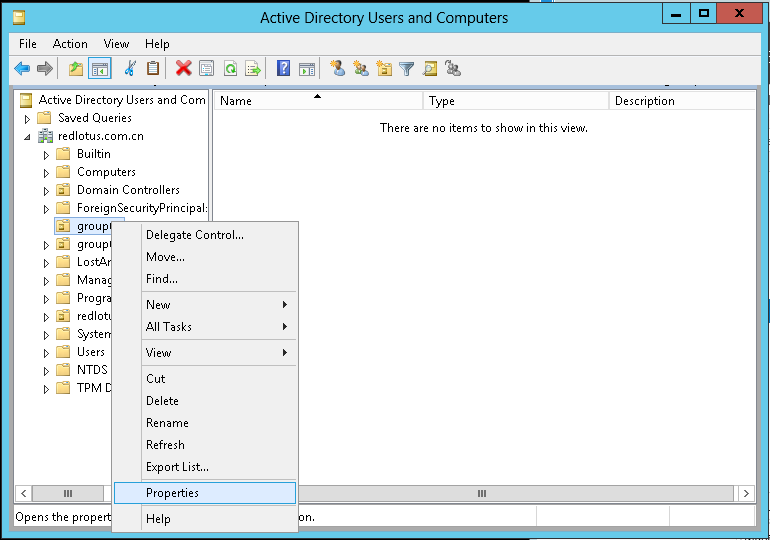 Active Directory Users and Computers
File Action View Help
Active Directory Users and Com
Name Type Description
Saved Queries
There are no items to show in this view.
redlotus.com.cn
Builtin
Computers
Domain Controllers
ForeignSecurityPrincipal:
group
group
LostAr
Manag
Progra
redlotu
System
Users
NTDS
TPM D
Delegate Control...
Move...
Find...
New
All Tasks
View
Cut
Delete
Rename
Refresh
Export List...
Properties
Help
Opens the propert on.